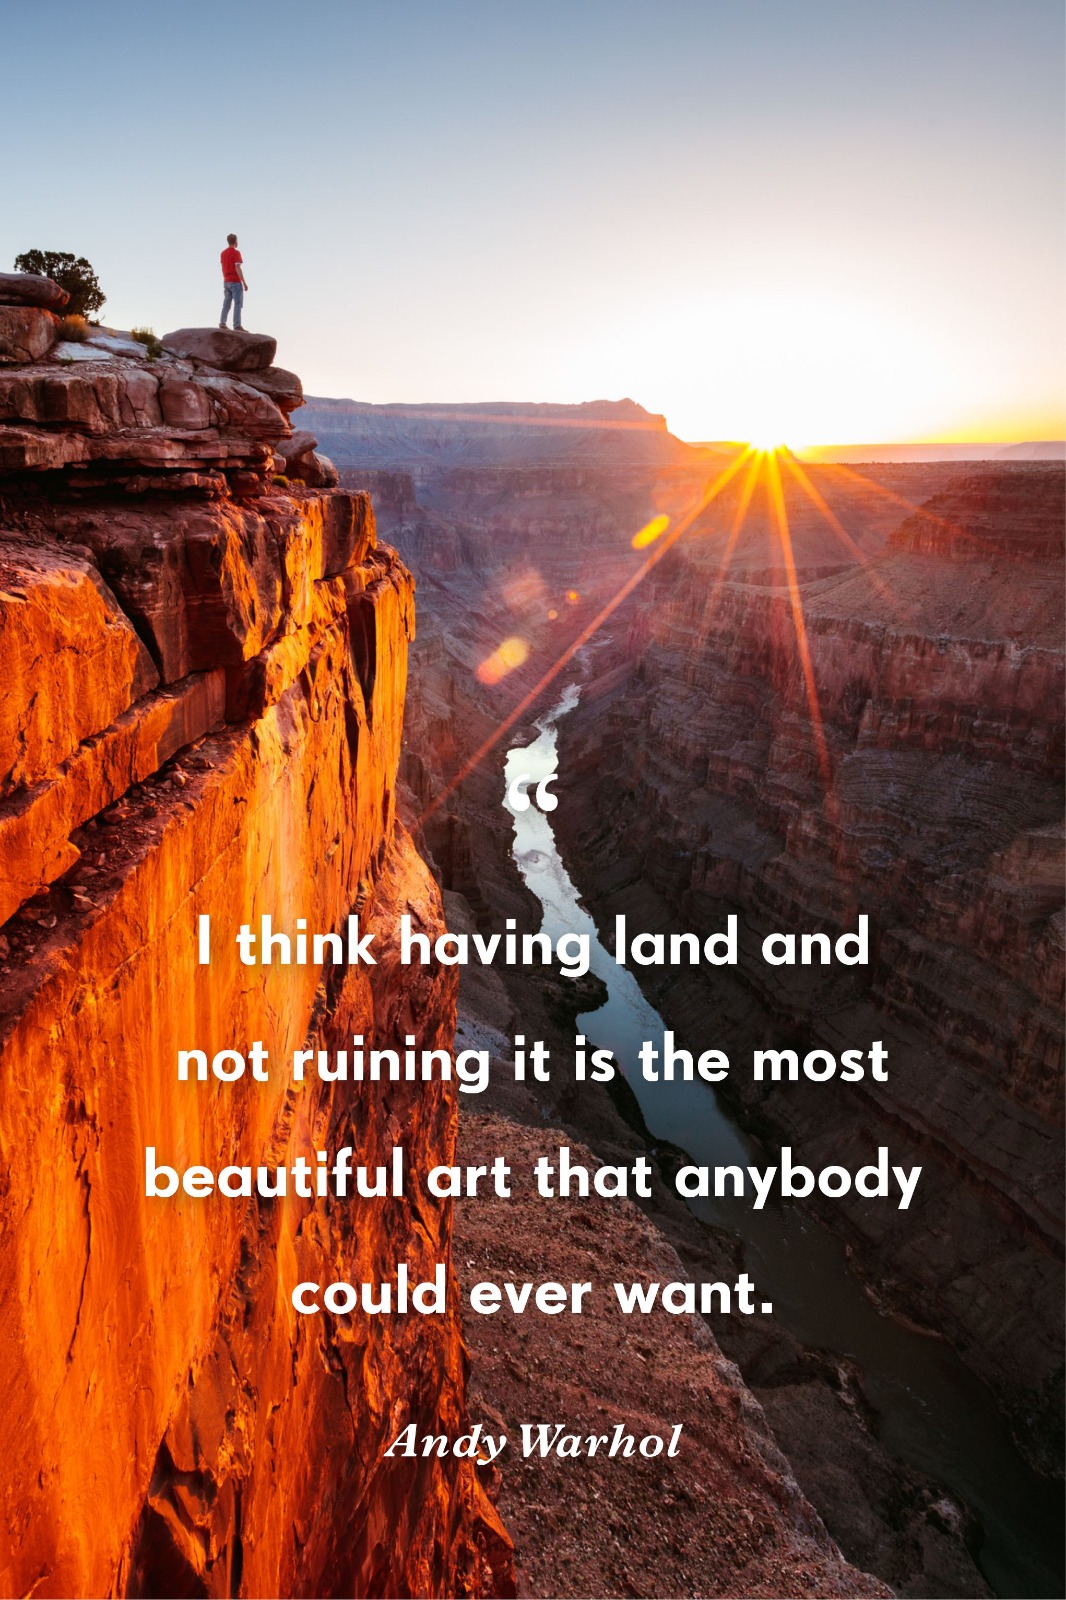 “
I think having land and
not ruining it is the most
beautiful art that anybody
could ever want.
Andy Warhol